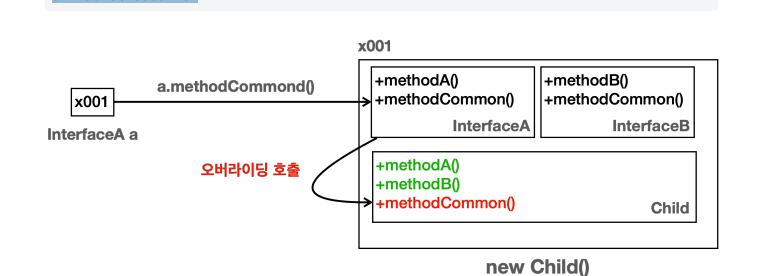 x001
a.methodCommond()
x001
InterfaceA a
+methodA()
+methodCommon()
InterfaceA
+methodB()
+methodCommon()
InterfaceB
오버라이딩 호출
+methodA()
+methodB()
+methodCommon()
Child
new Child()